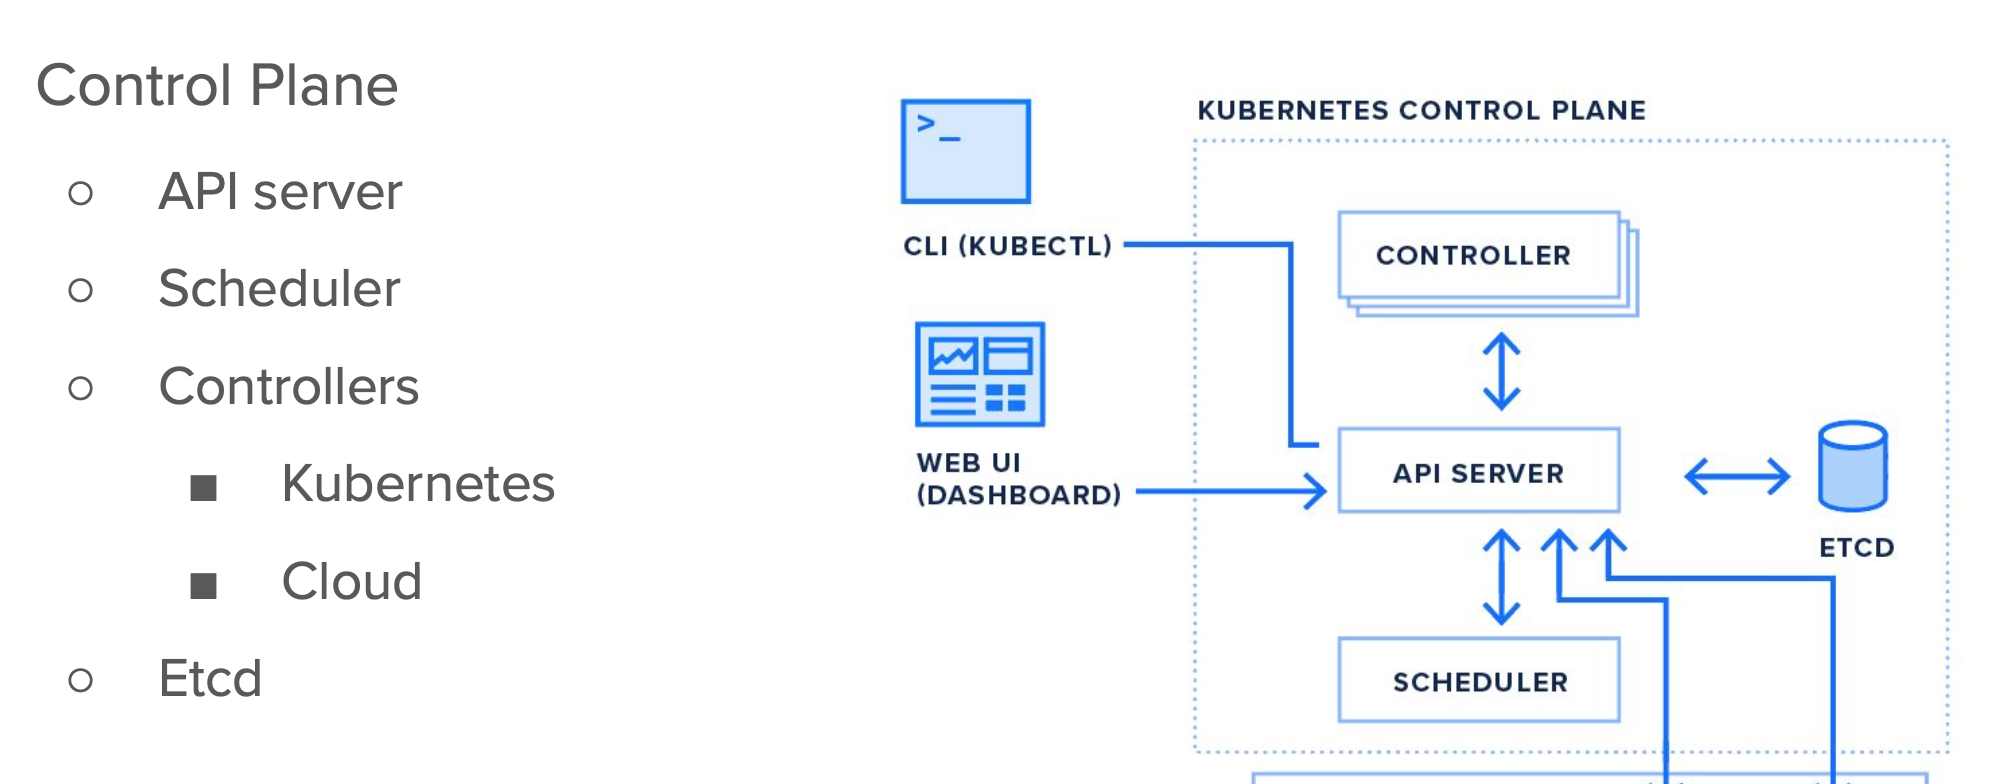 Control Plane
○ API server
○ Scheduler
○ Controllers
■ Kubernetes
■ Cloud
○ Etcd
>_
CLI (KUBECTL)
WEB UI
(DASHBOARD)
KUBERNETES CONTROL PLANE
CONTROLLER
API SERVER
ETCD
SCHEDULER